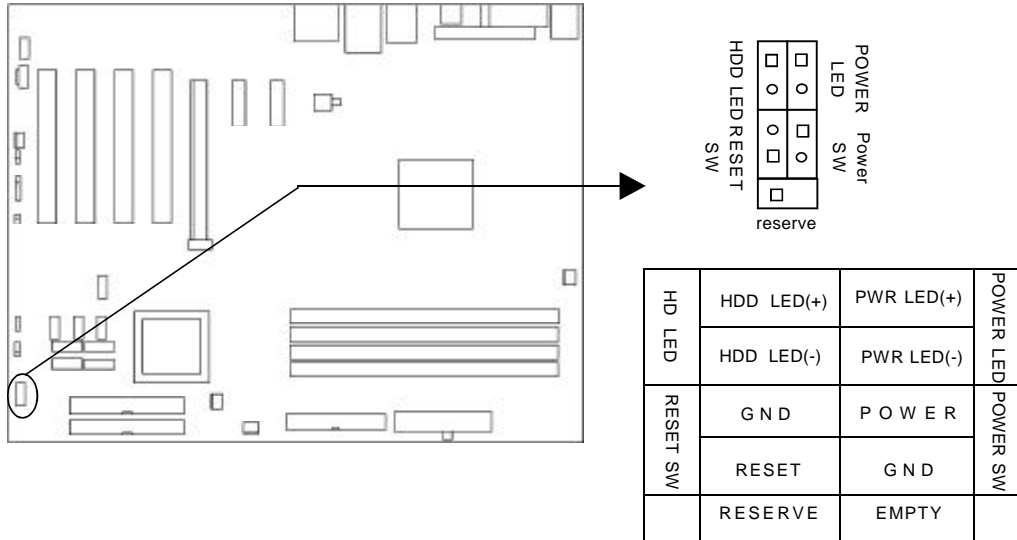 HDD LED
POWER
LED
RESET
SW
Power
SW
reserve
HD LED
HDD LED(+)
PWR LED(+)
POWER LED
HDD LED(-)
PWR LED(-)
RESET SW
GND
POWER
POWER SW
RESET
GND
RESERVE
EMPTY